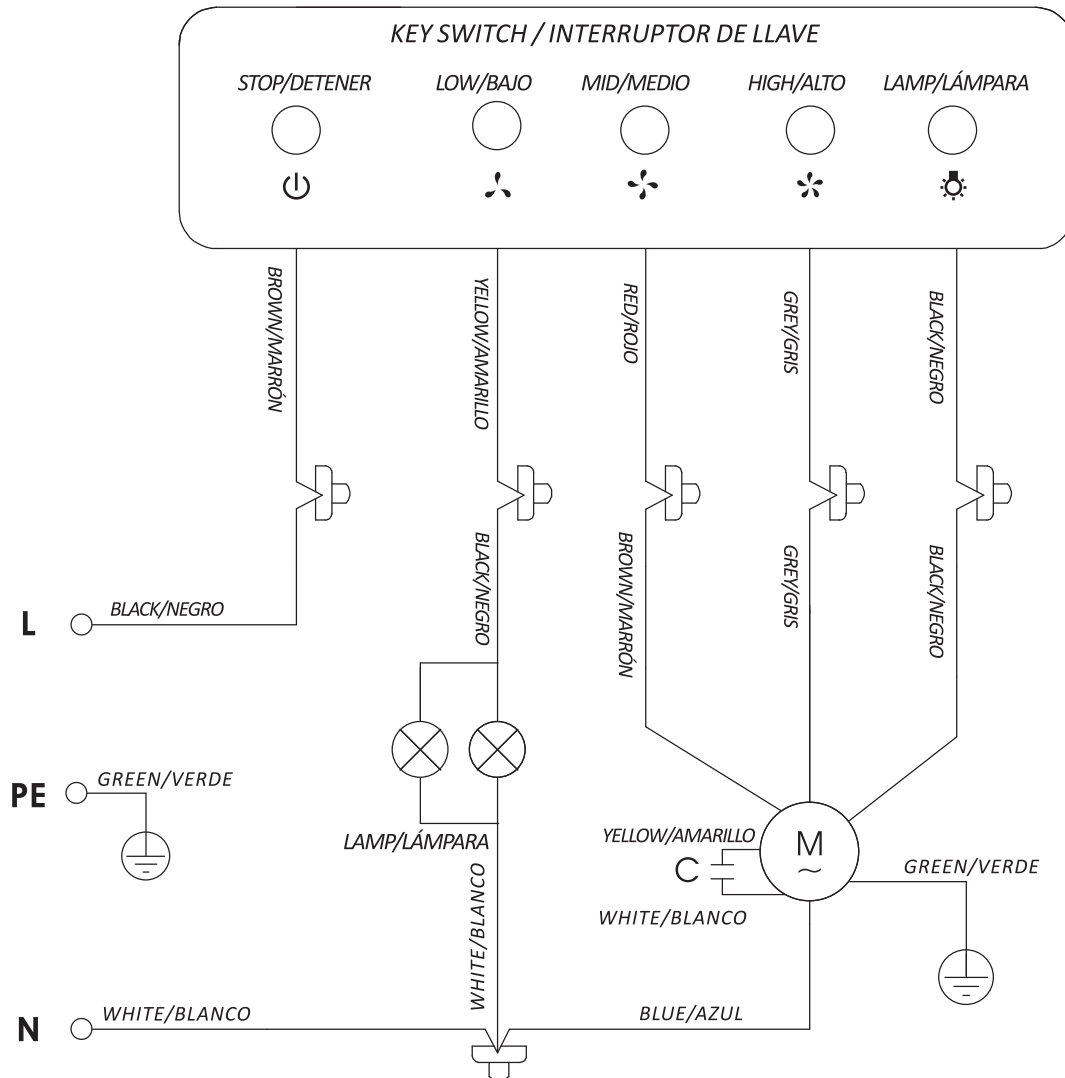 KEY SWITCH / INTERRUPTOR DE LLAVE
STOP/DETENER
LOW/BAJO
MID/MEDIO
HIGH/ALTO
LAMP/LÁMPARA
BROWN/MARRÓN
YELLOW/AMARILLO
RED/ROJO
GREY/GRIS
BLACK/NEGRO
BLACK/NEGRO
BROWN/MARRÓN
GREY/GRIS
BLACK/NEGRO
L
BLACK/NEGRO
PE
GREEN/VERDE
LAMP/LÁMPARA
YELLOW/AMARILLO
M
~
C
GREEN/VERDE
WHITE/BLANCO
WHITE/BLANCO
N
WHITE/BLANCO
BLUE/AZUL